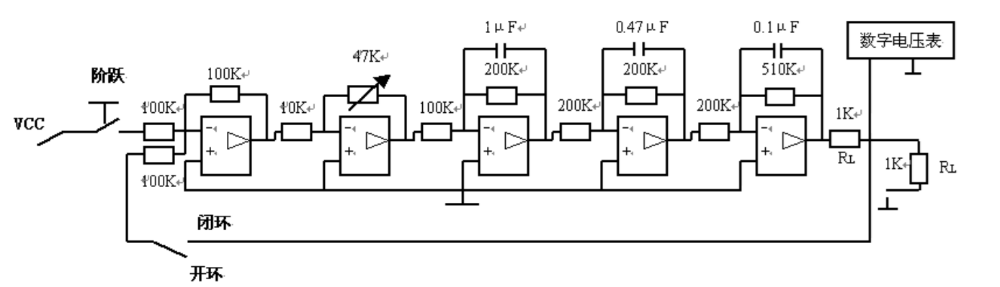 1μF↵
0.47μF
0.1μF
数字电压表
阶跃
100K↵
47K↵
200K↵
200K↵
510K↵
VCC
100K↵
10K↵
100K↵
200K↵
200K↵
1K↵
-
+
-
+
-
+
-
+
-
+
RL
1K↵
RL
100K↵
闭环
开环